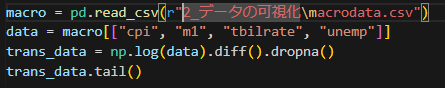 macro = pd.read_csv(r"2_データの可視化\macrodata.csv")
data = macro[["cpi", "m1", "tbilrate", "unemp"]]
trans_data = np.log(data).diff().dropna()
trans_data.tail()